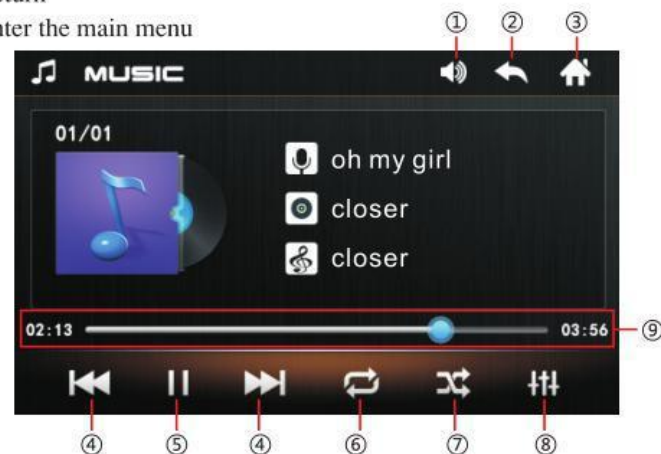 nter the main menu
① ② ③
MUSIC
01/01
oh my girl
closer
closer
02:13 03:56 ⑨
④ ⑤ ④ ⑥ ⑦ ⑧